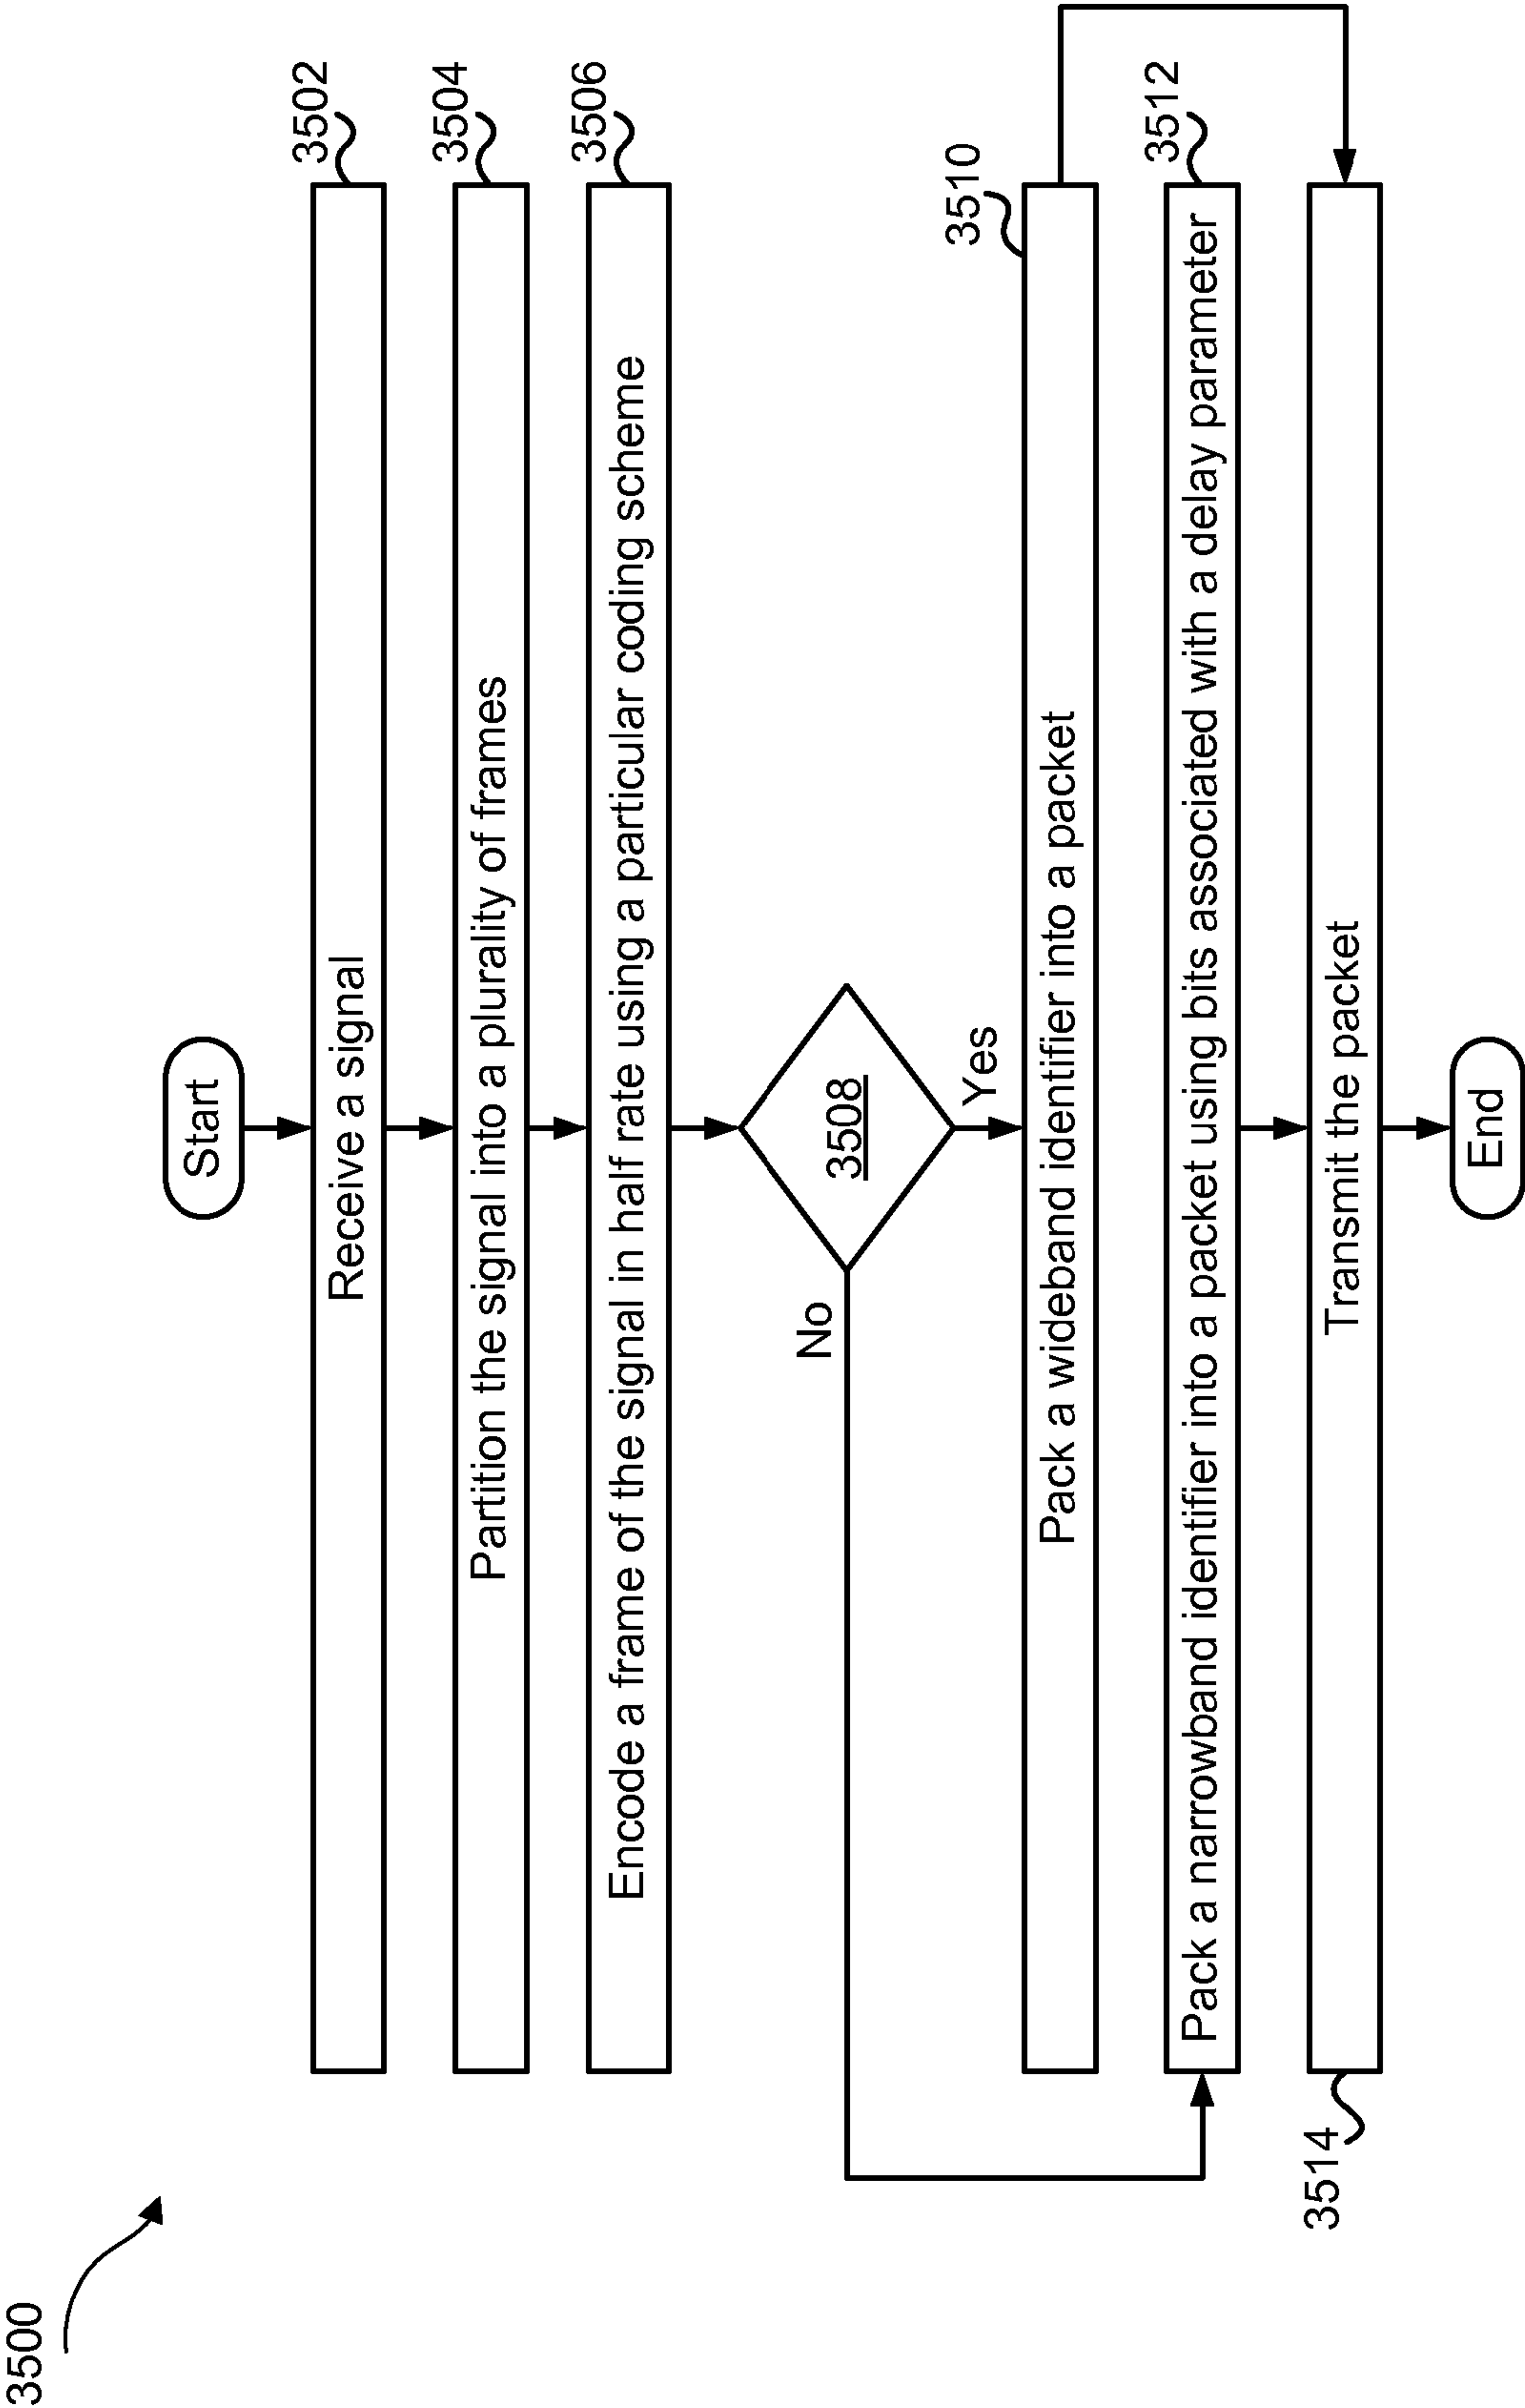 3500
Start
Receive a signal
3502
Partition the signal into a plurality of frames
3504
Encode a frame of the signal in half rate using a particular coding scheme
3506
3508
No
Yes
Pack a wideband identifier into a packet
3510
Pack a narrowband identifier into a packet using bits associated with a delay parameter
3512
Transmit the packet
3514
End